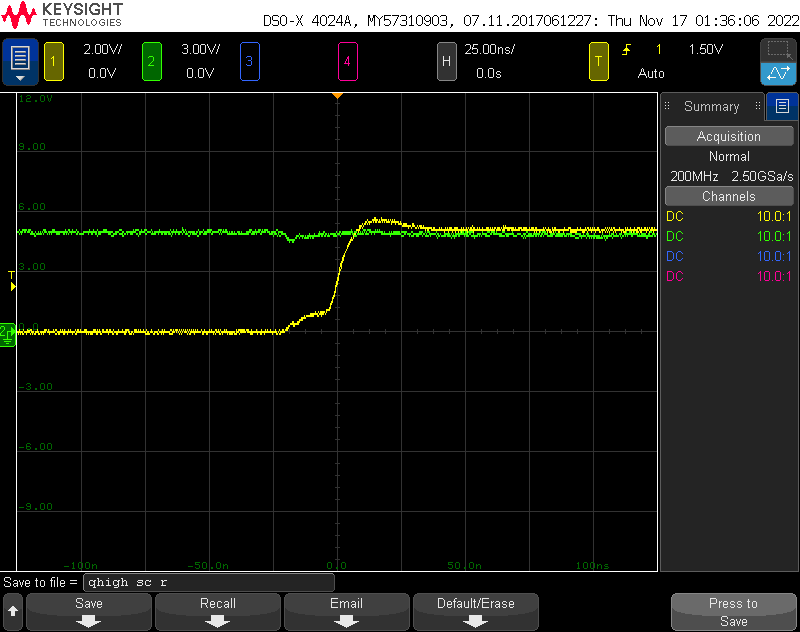 KEYSIGHT
TECHNOLOGIES
DSO-X 4024A, MY57310903, 07.11.2017061227: Thu Nov 17 01:36:06 2022
1 2.00V/ 2 3.00V/ 3 4 H 25.00ns/ T 1 1.50V
0.0V 0.0V 0.0s Auto
12.0V
9.00
6.00
3.00
0.0
-3.00
-6.00
-9.00
T
2
-100n -50.0n 0.0 50.0n 100ns
Summary
Acquisition
Normal
200MHz 2.50GSa/s
Channels
DC 10.0:1
DC 10.0:1
DC 10.0:1
DC 10.0:1
Save to file = qhigh sc r
Save Recall Email Default/Erase Press to
Save